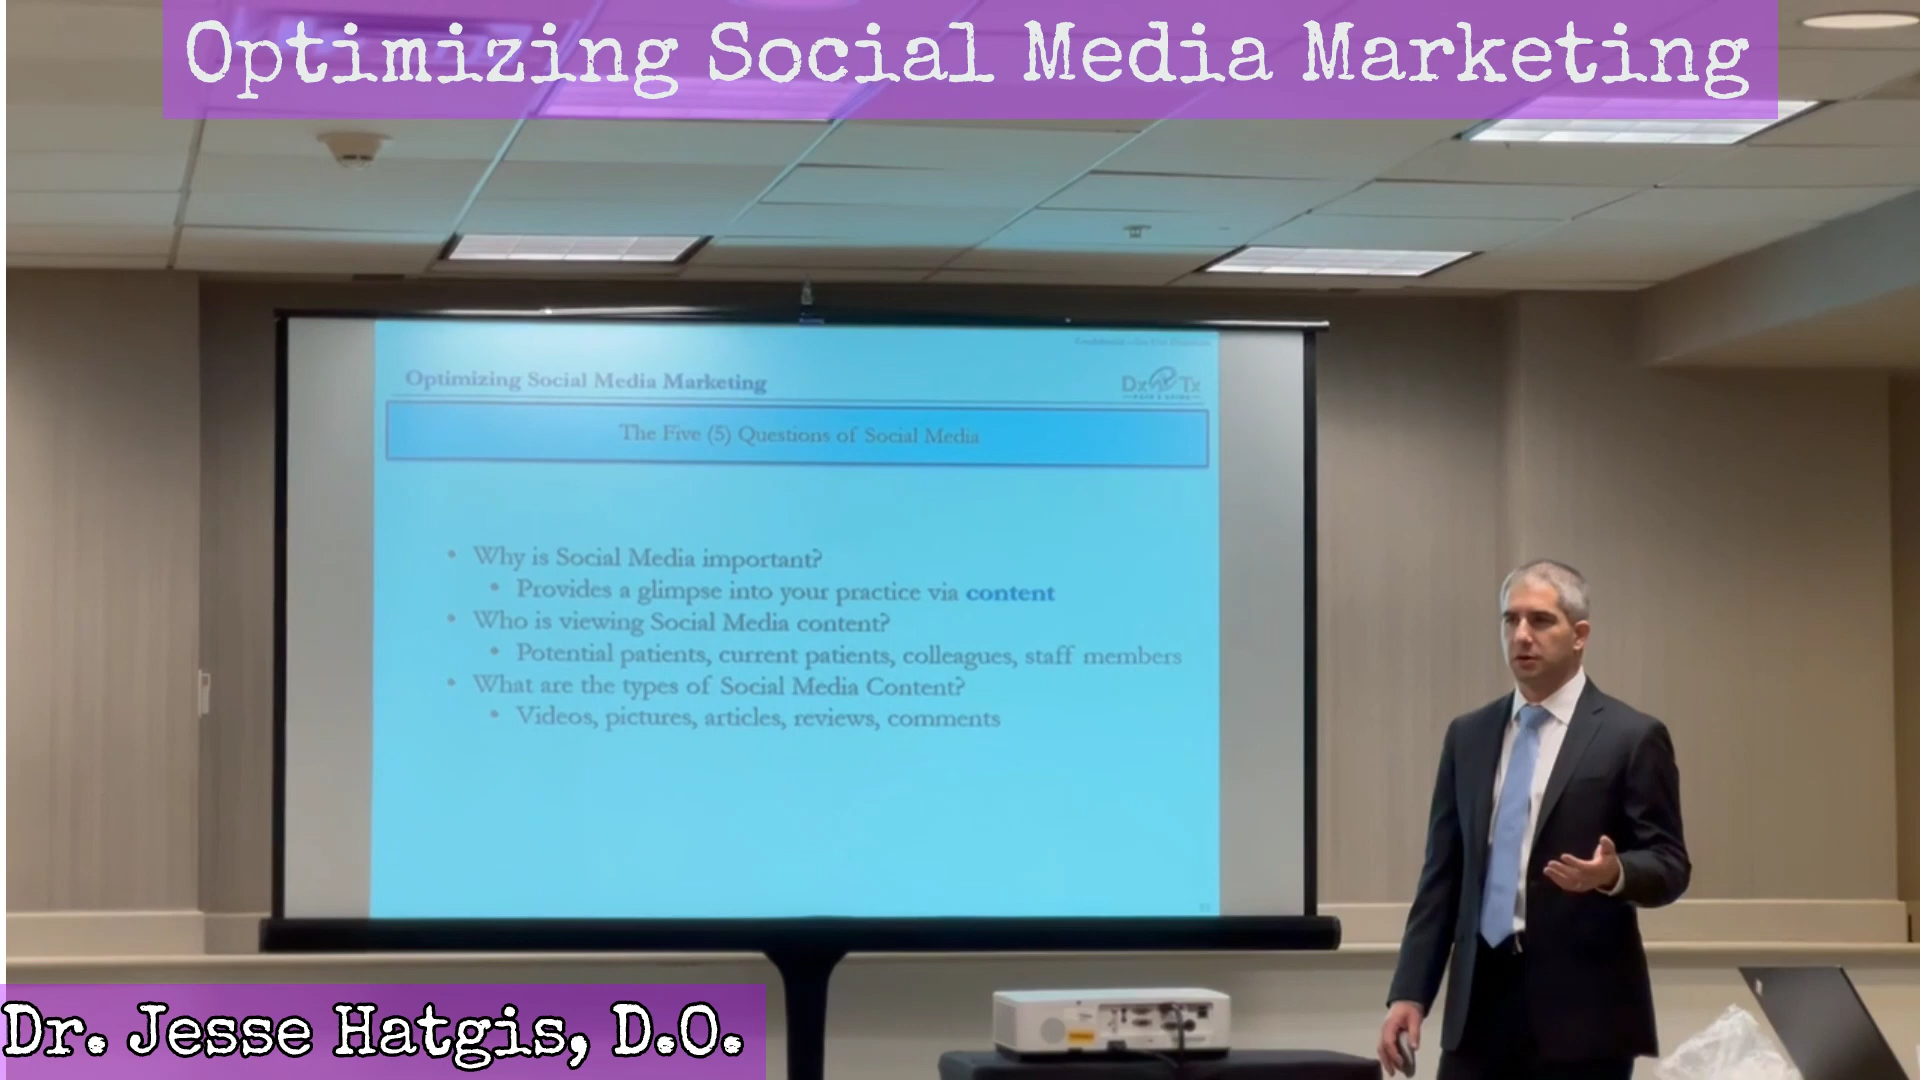 Optimizing Social Media Marketing
Optimizing Social Media Marketing
Dx Tx
The Five (5) Questions of Social Media
• Why is Social Media important?
• Provides a glimpse into your practice via content
• Who is viewing Social Media content?
• Potential patients, current patients, colleagues, staff members
• What are the types of Social Media Content?
• Videos, pictures, articles, reviews, comments
Dr. Jesse Hatgis, D.O.